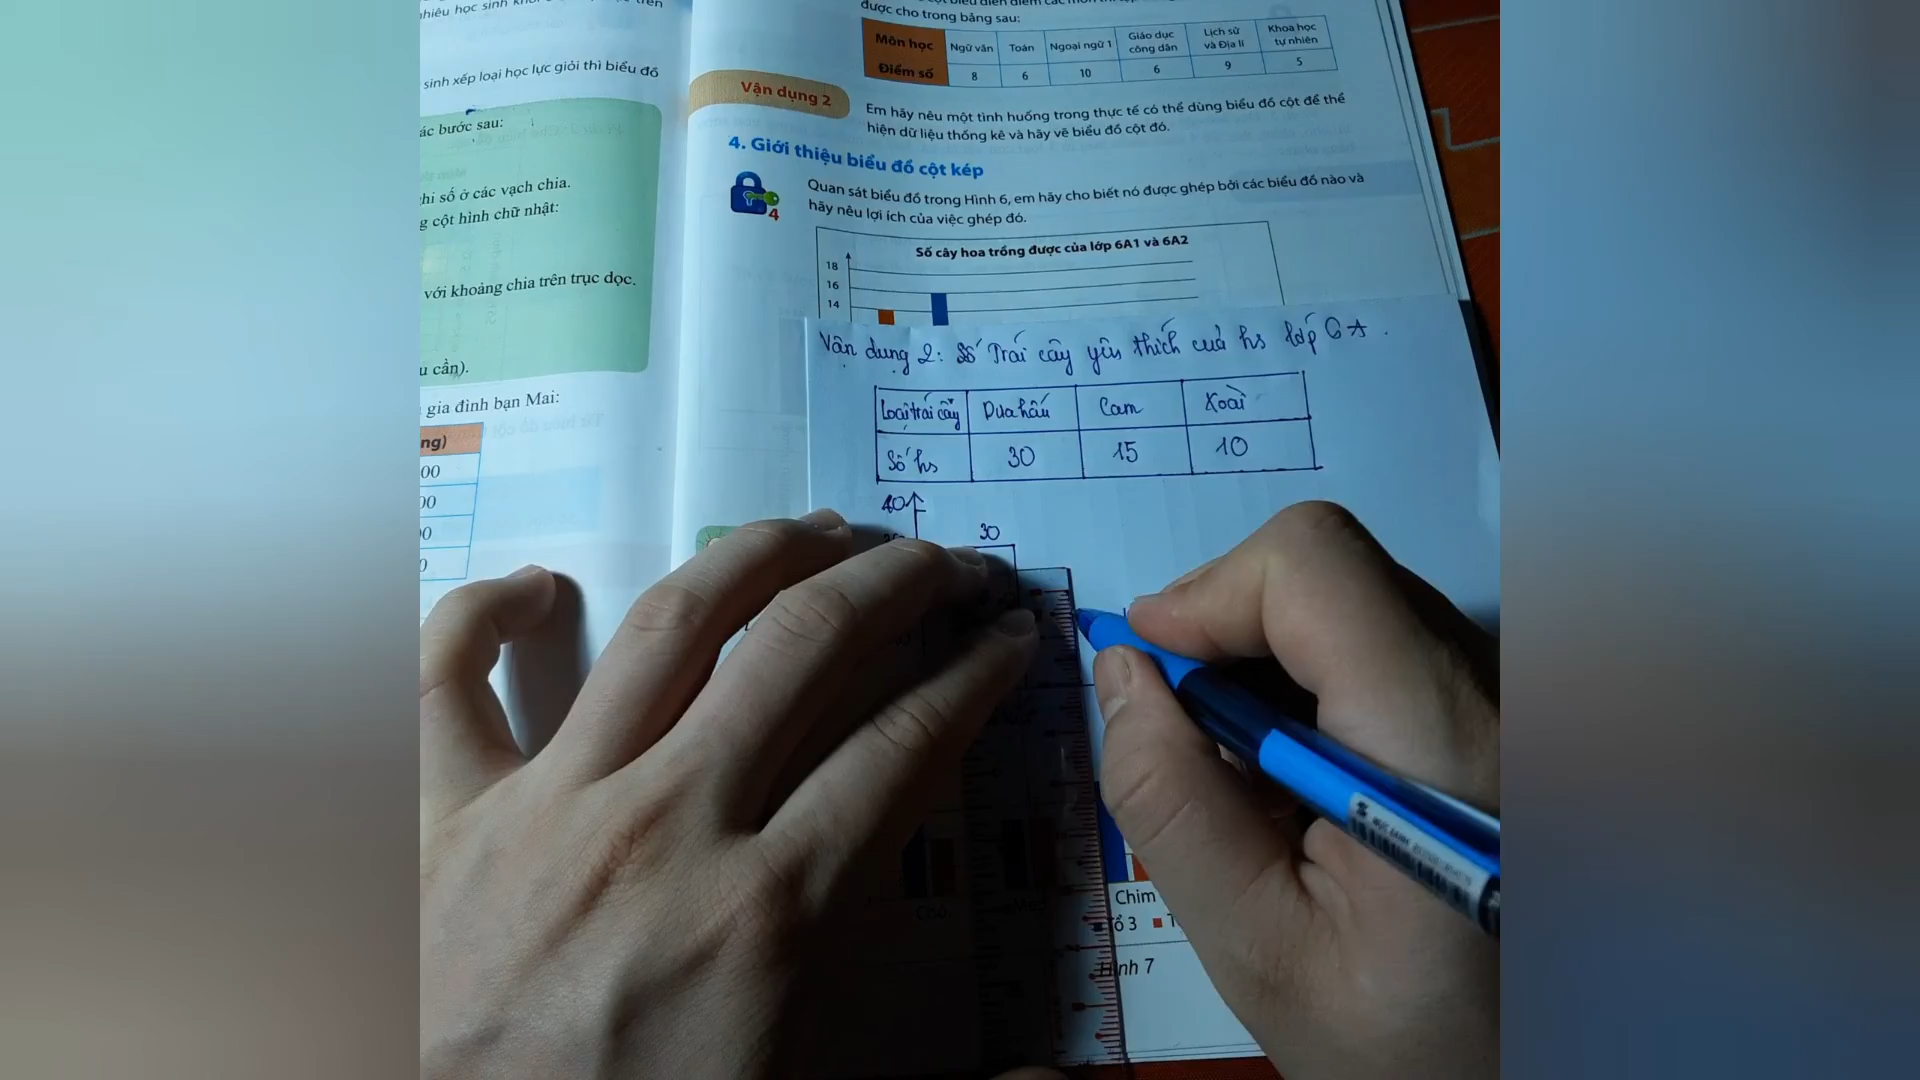 sinh xếp loại học lực giỏi thì biểu đồ
ác bước sau:
hi số ở các vạch chia.
g cột hình chữ nhật:
với khoảng chia trên trục dọc.
u cần).
gia đình bạn Mai:
ng)
00
00
0
0
được cho trong bảng sau:
Môn học Ngữ văn Toán Ngoại ngữ 1 Giáo dục công dân Lịch sử và Địa lí Khoa học tự nhiên
Điểm số 8 6 10 6 9 5
Vận dụng 2
Em hãy nêu một tình huống trong thực tế có thể dùng biểu đồ cột để thể
hiện dữ liệu thống kê và hãy vẽ biểu đồ cột đó.
4. Giới thiệu biểu đồ cột kép
4
Quan sát biểu đồ trong Hình 6, em hãy cho biết nó được ghép bởi các biểu đồ nào và
hãy nêu lợi ích của việc ghép đó.
Số cây hoa trồng được của lớp 6A1 và 6A2
18
16
14
Vận dụng 2: Số Trái cây yêu thích cuả hs lớp 6A.
Loại trái cây Dưa hấu Cam Xoài
Số hs 30 15 10
40
30
Chim
ổ 3
nh 7